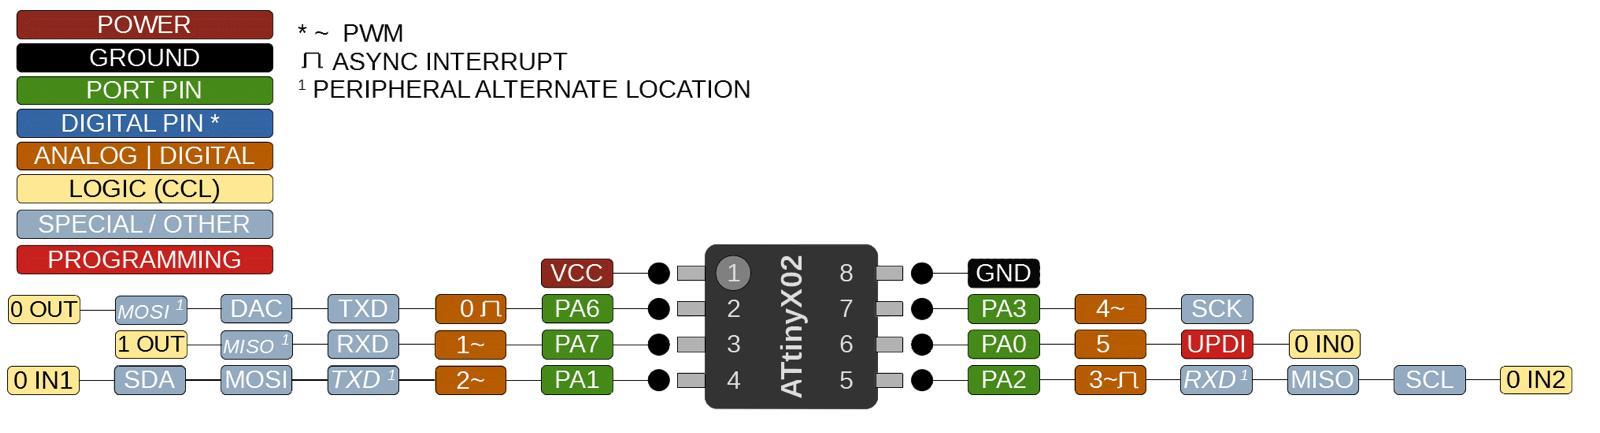 POWER
GROUND
PORT PIN
DIGITAL PIN *
ANALOG | DIGITAL
LOGIC (CCL)
SPECIAL / OTHER
PROGRAMMING
* ~ PWM
ASYNC INTERRUPT
¹ PERIPHERAL ALTERNATE LOCATION
VCC 1 8 GND
0 OUT MOSI ¹ DAC TXD 0 PA6 2 7 PA3 4~ SCK
1 OUT MISO ¹ RXD 1~ PA7 3 6 PA0 5 UPDI 0 IN0
0 IN1 SDA MOSI TXD ¹ 2~ PA1 4 5 PA2 3~ RXD ¹ MISO SCL 0 IN2
ATtinyX02